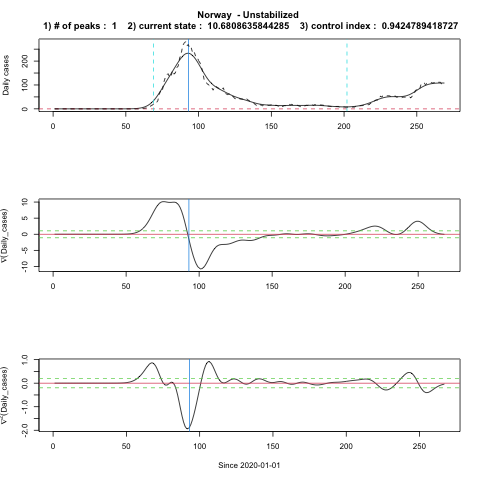 Norway - Unstabilized
1) # of peaks : 1 2) current state : 10.6808635844285 3) control index : 0.9424789418727
Daily cases
0 100 200
0 50 100 150 200 250
∇(Daily_cases)
-10 -5 0 5 10
0 50 100 150 200 250
∇²(Daily_cases)
-2.0 -1.0 0.0 1.0
0 50 100 150 200 250
Since 2020-01-01